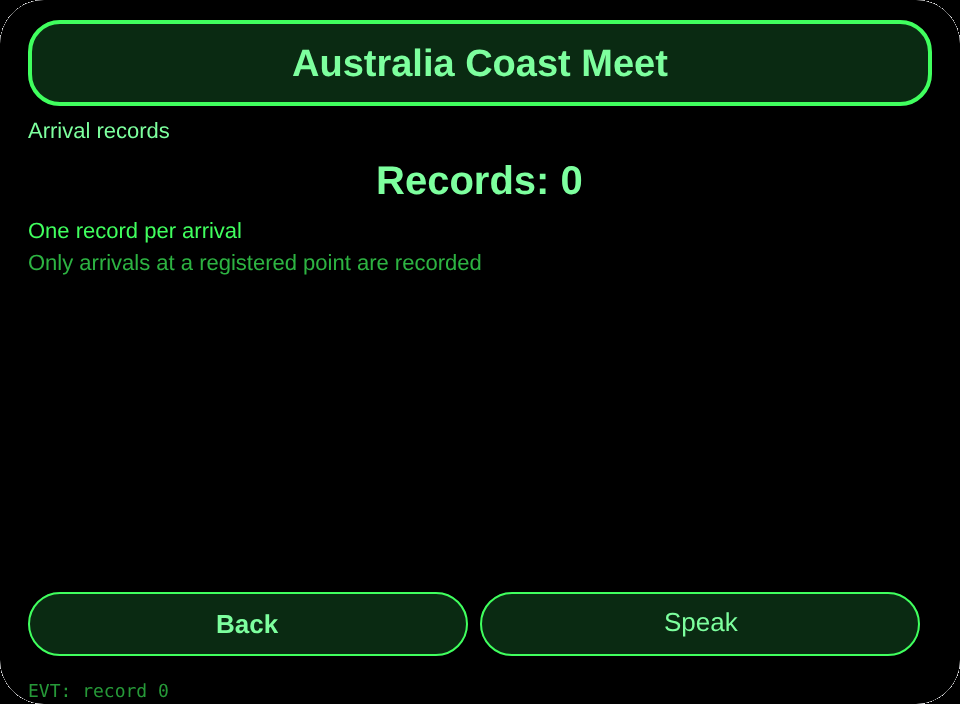 Australia Coast Meet
Arrival records
Records: 0
One record per arrival
Only arrivals at a registered point are recorded
Back
Speak
EVT: record 0